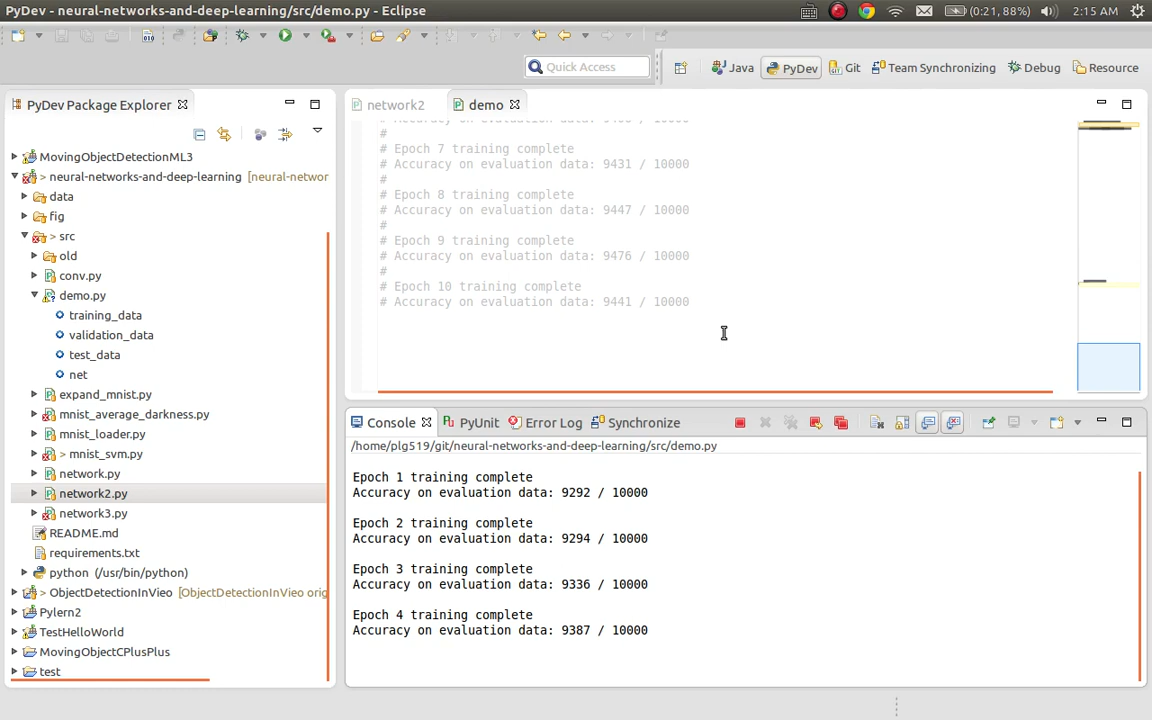 PyDev - neural-networks-and-deep-learning/src/demo.py - Eclipse
(0:21, 88%)
2:15 AM
Quick Access
Java
PyDev
Git
Team Synchronizing
Debug
Resource
PyDev Package Explorer
MovingObjectDetectionML3
> neural-networks-and-deep-learning [neural-networ
data
fig
> src
old
conv.py
demo.py
training_data
validation_data
test_data
net
expand_mnist.py
mnist_average_darkness.py
mnist_loader.py
> mnist_svm.py
network.py
network2.py
network3.py
README.md
requirements.txt
python (/usr/bin/python)
> ObjectDetectionInVieo [ObjectDetectionInVieo orig
Pylern2
TestHelloWorld
MovingObjectCPlusPlus
test
network2
demo
# Accuracy on evaluation data: / 10000
#
# Epoch 7 training complete
# Accuracy on evaluation data: 9431 / 10000
#
# Epoch 8 training complete
# Accuracy on evaluation data: 9447 / 10000
#
# Epoch 9 training complete
# Accuracy on evaluation data: 9476 / 10000
#
# Epoch 10 training complete
# Accuracy on evaluation data: 9441 / 10000
Console
PyUnit
Error Log
Synchronize
/home/plg519/git/neural-networks-and-deep-learning/src/demo.py
Epoch 1 training complete
Accuracy on evaluation data: 9292 / 10000
Epoch 2 training complete
Accuracy on evaluation data: 9294 / 10000
Epoch 3 training complete
Accuracy on evaluation data: 9336 / 10000
Epoch 4 training complete
Accuracy on evaluation data: 9387 / 10000